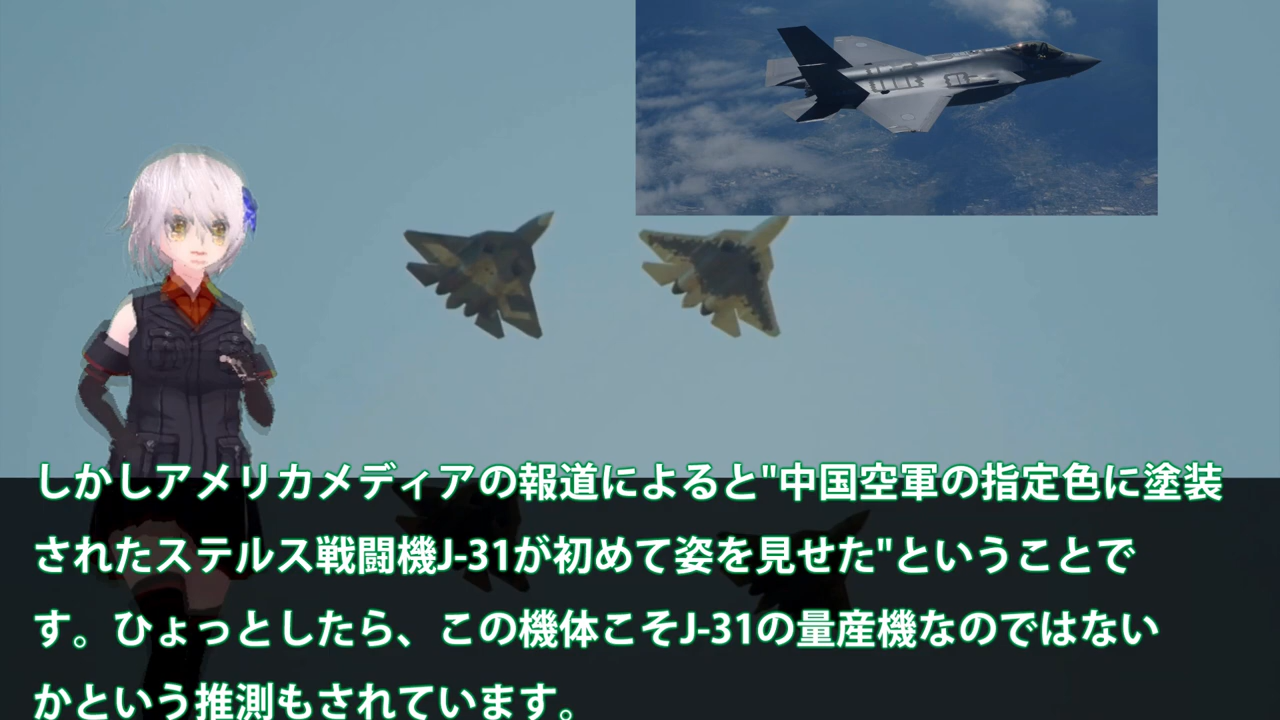 しかしアメリカメディアの報道によると"中国空軍の指定色に塗装
されたステルス戦闘機J-31が初めて姿を見せた"ということで
す。ひょっとしたら、この機体こそJ-31の量産機なのではない
かという推測もされています。